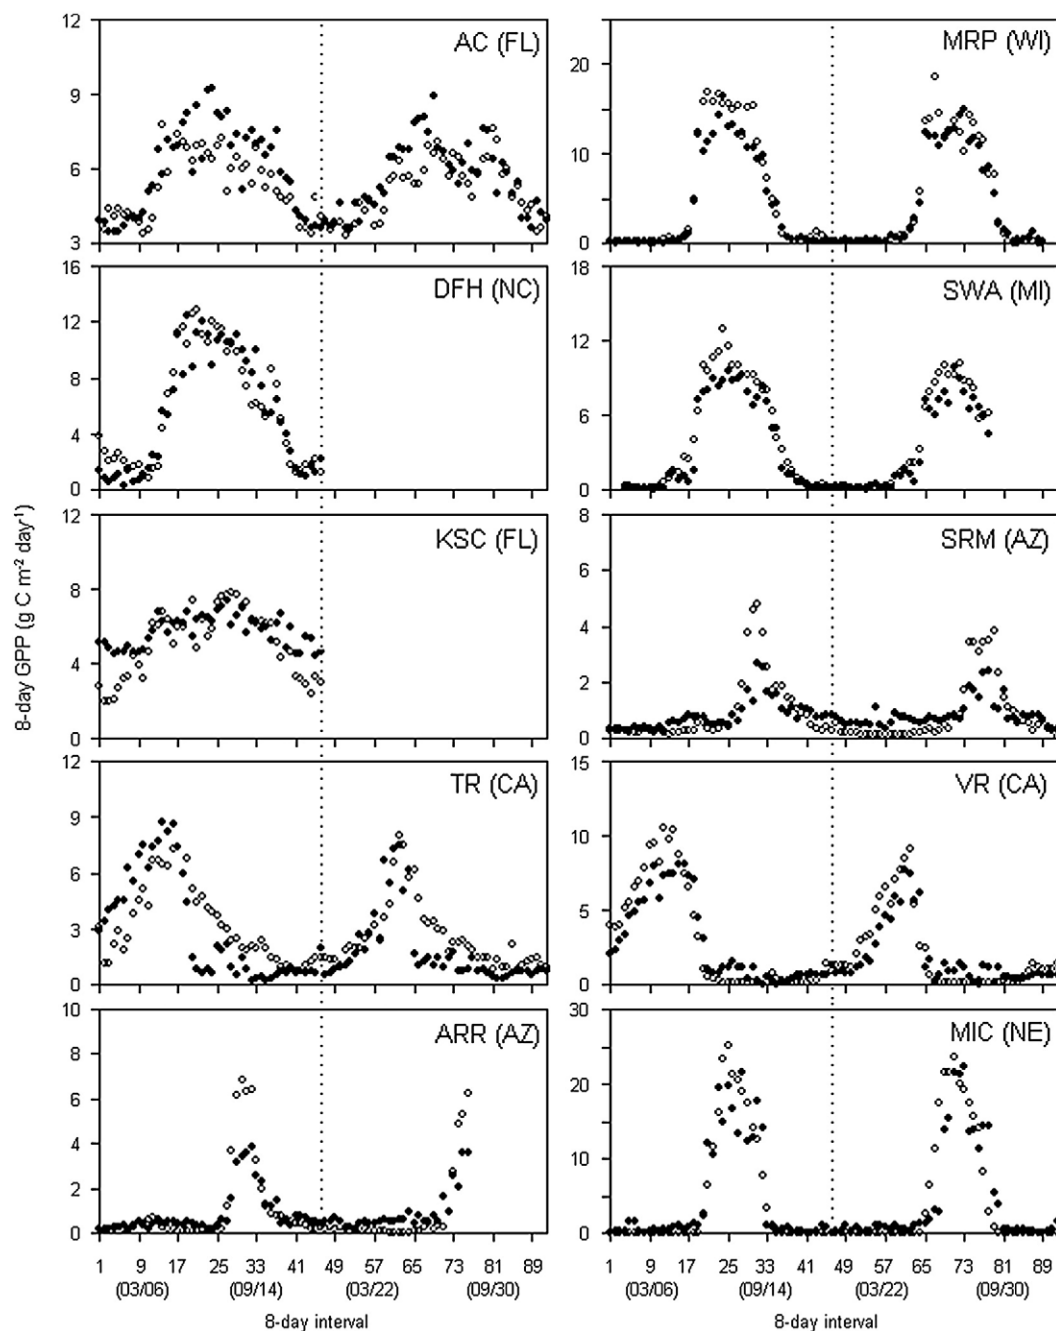 8-day GPP (g C m⁻² day⁻¹)
12
9
6
3
AC (FL)
20
10
0
MRP (WI)
16
12
8
4
0
DFH (NC)
18
12
6
0
SWA (MI)
12
8
4
0
KSC (FL)
8
6
4
2
0
SRM (AZ)
12
9
6
3
0
TR (CA)
15
10
5
0
VR (CA)
10
8
6
4
2
0
ARR (AZ)
30
20
10
0
MIC (NE)
1 9 17 25 33 41 49 57 65 73 81 89
(03/06) (09/14) (03/22) (09/30)
8-day interval
1 9 17 25 33 41 49 57 65 73 81 89
(03/06) (09/14) (03/22) (09/30)
8-day interval